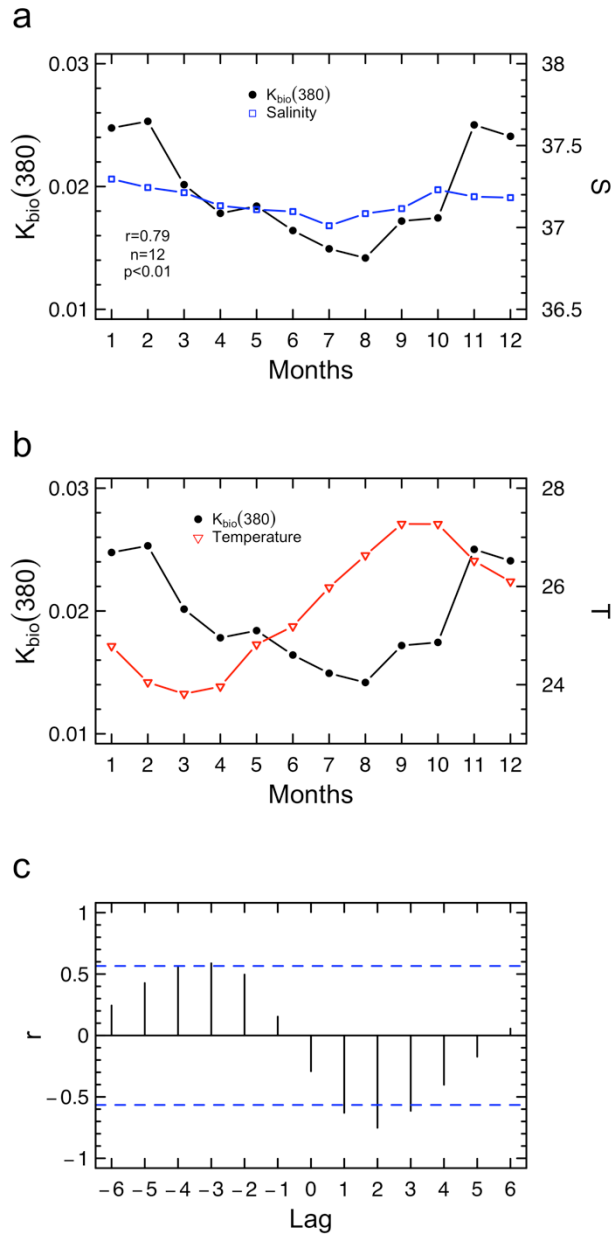 a
0.03
38
K_bio(380)
Salinity
37.5
K_bio(380)
0.02
37
S
r=0.79
n=12
p<0.01
0.01
36.5
1 2 3 4 5 6 7 8 9 10 11 12
Months
b
0.03
28
K_bio(380)
Temperature
K_bio(380)
26
T
0.02
24
0.01
1 2 3 4 5 6 7 8 9 10 11 12
Months
c
1
0.5
r
0
−0.5
−1
−6 −5 −4 −3 −2 −1 0 1 2 3 4 5 6
Lag